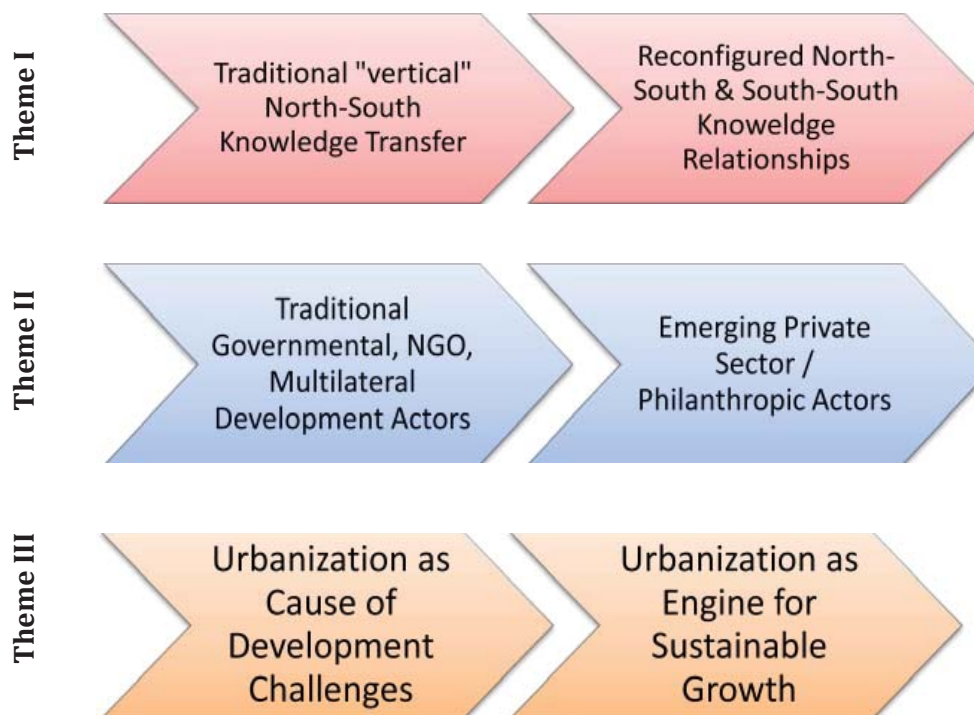 Theme I
Traditional "vertical"
North-South
Knowledge Transfer
Reconfigured North-
South & South-South
Knoweldge
Relationships
Theme II
Traditional
Governmental, NGO,
Multilateral
Development Actors
Emerging Private
Sector /
Philanthropic Actors
Theme III
Urbanization as
Cause of
Development
Challenges
Urbanization as
Engine for
Sustainable
Growth